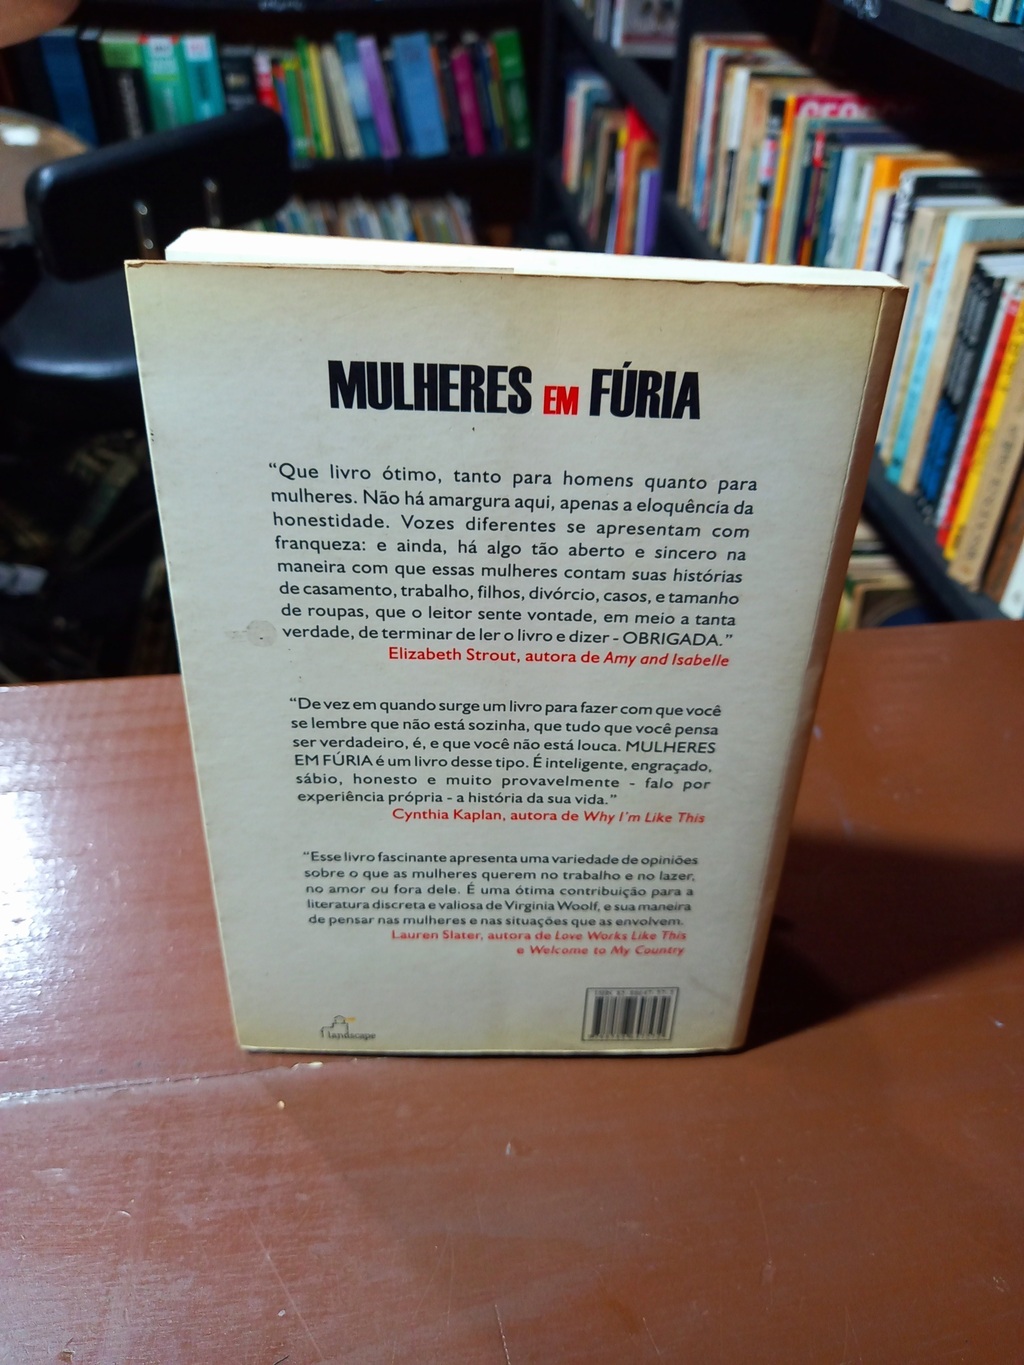 MULHERES EM FÚRIA
“Que livro ótimo, tanto para homens quanto para
mulheres. Não há amargura aqui, apenas a eloquência da
honestidade. Vozes diferentes se apresentam com
franqueza: e ainda, há algo tão aberto e sincero na
maneira com que essas mulheres contam suas histórias
de casamento, trabalho, filhos, divórcio, casos, e tamanho
de roupas, que o leitor sente vontade, em meio a tanta
verdade, de terminar de ler o livro e dizer - OBRIGADA.”
Elizabeth Strout, autora de Amy and Isabelle
“De vez em quando surge um livro para fazer com que você
se lembre que não está sozinha, que tudo que você pensa
ser verdadeiro, é, e que você não está louca. MULHERES
EM FÚRIA é um livro desse tipo. É inteligente, engraçado,
sábio, honesto e muito provavelmente - falo por
experiência própria - a história da sua vida.”
Cynthia Kaplan, autora de Why I’m Like This
“Esse livro fascinante apresenta uma variedade de opiniões
sobre o que as mulheres querem no trabalho e no lazer,
no amor ou fora dele. É uma ótima contribuição para a
literatura discreta e valiosa de Virginia Woolf, e sua maneira
de pensar nas mulheres e nas situações que as envolvem.
Lauren Slater, autora de Love Works Like This
e Welcome to My Country
landscape